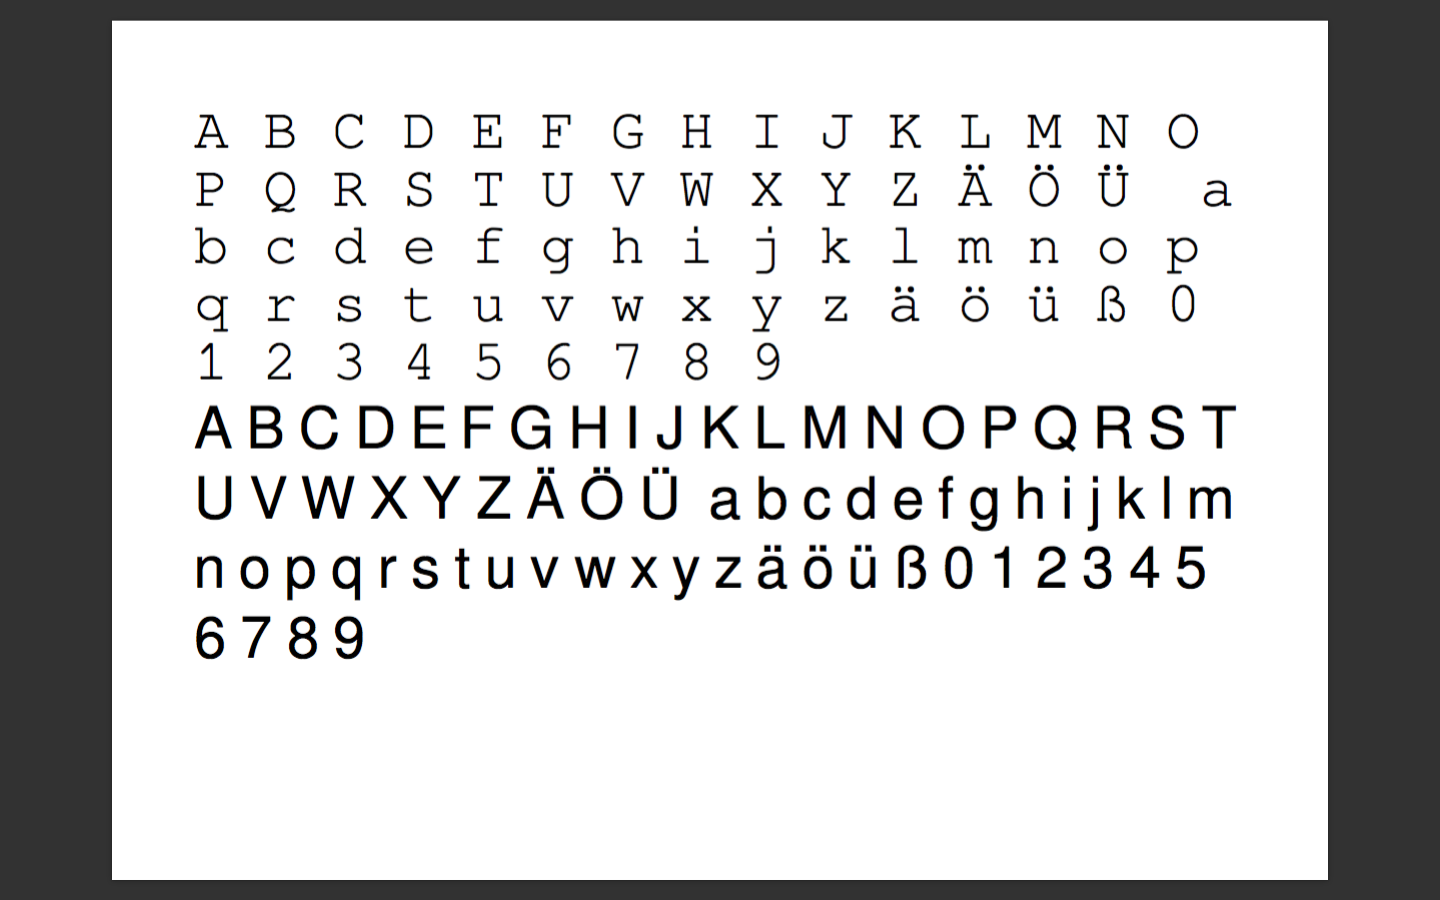 A B C D E F G H I J K L M N O
P Q R S T U V W X Y Z Ä Ö Ü  a
b c d e f g h i j k l m n o p
q r s t u v w x y z ä ö ü ß 0
1 2 3 4 5 6 7 8 9
A B C D E F G H I J K L M N O P Q R S T
U V W X Y Z Ä Ö Ü  a b c d e f g h i j k l m
n o p q r s t u v w x y z ä ö ü ß 0 1 2 3 4 5
6 7 8 9